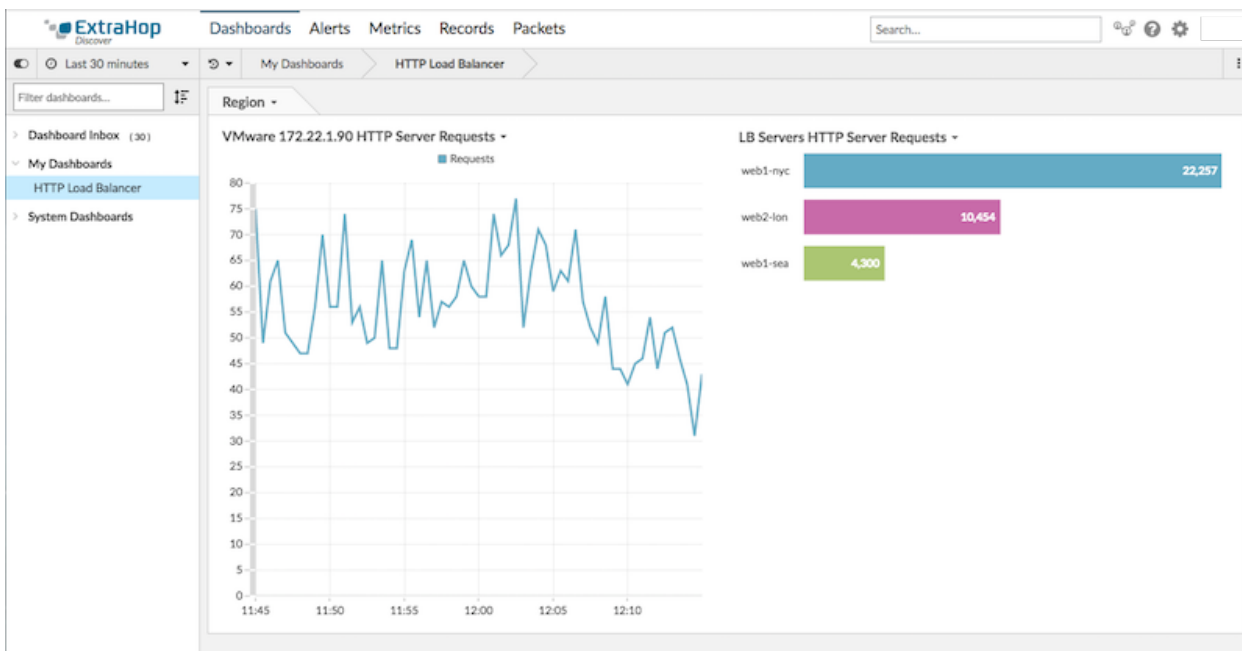 ExtraHop
Discover
Dashboards Alerts Metrics Records Packets
Search...
Last 30 minutes
My Dashboards
HTTP Load Balancer
Filter dashboards...
Dashboard Inbox (30)
My Dashboards
HTTP Load Balancer
System Dashboards
Region
VMware 172.22.1.90 HTTP Server Requests
Requests
80
75
70
65
60
55
50
45
40
35
30
25
20
15
10
5
0
11:45 11:50 11:55 12:00 12:05 12:10
LB Servers HTTP Server Requests
web1-nyc 22,257
web2-lon 10,454
web1-sea 4,300